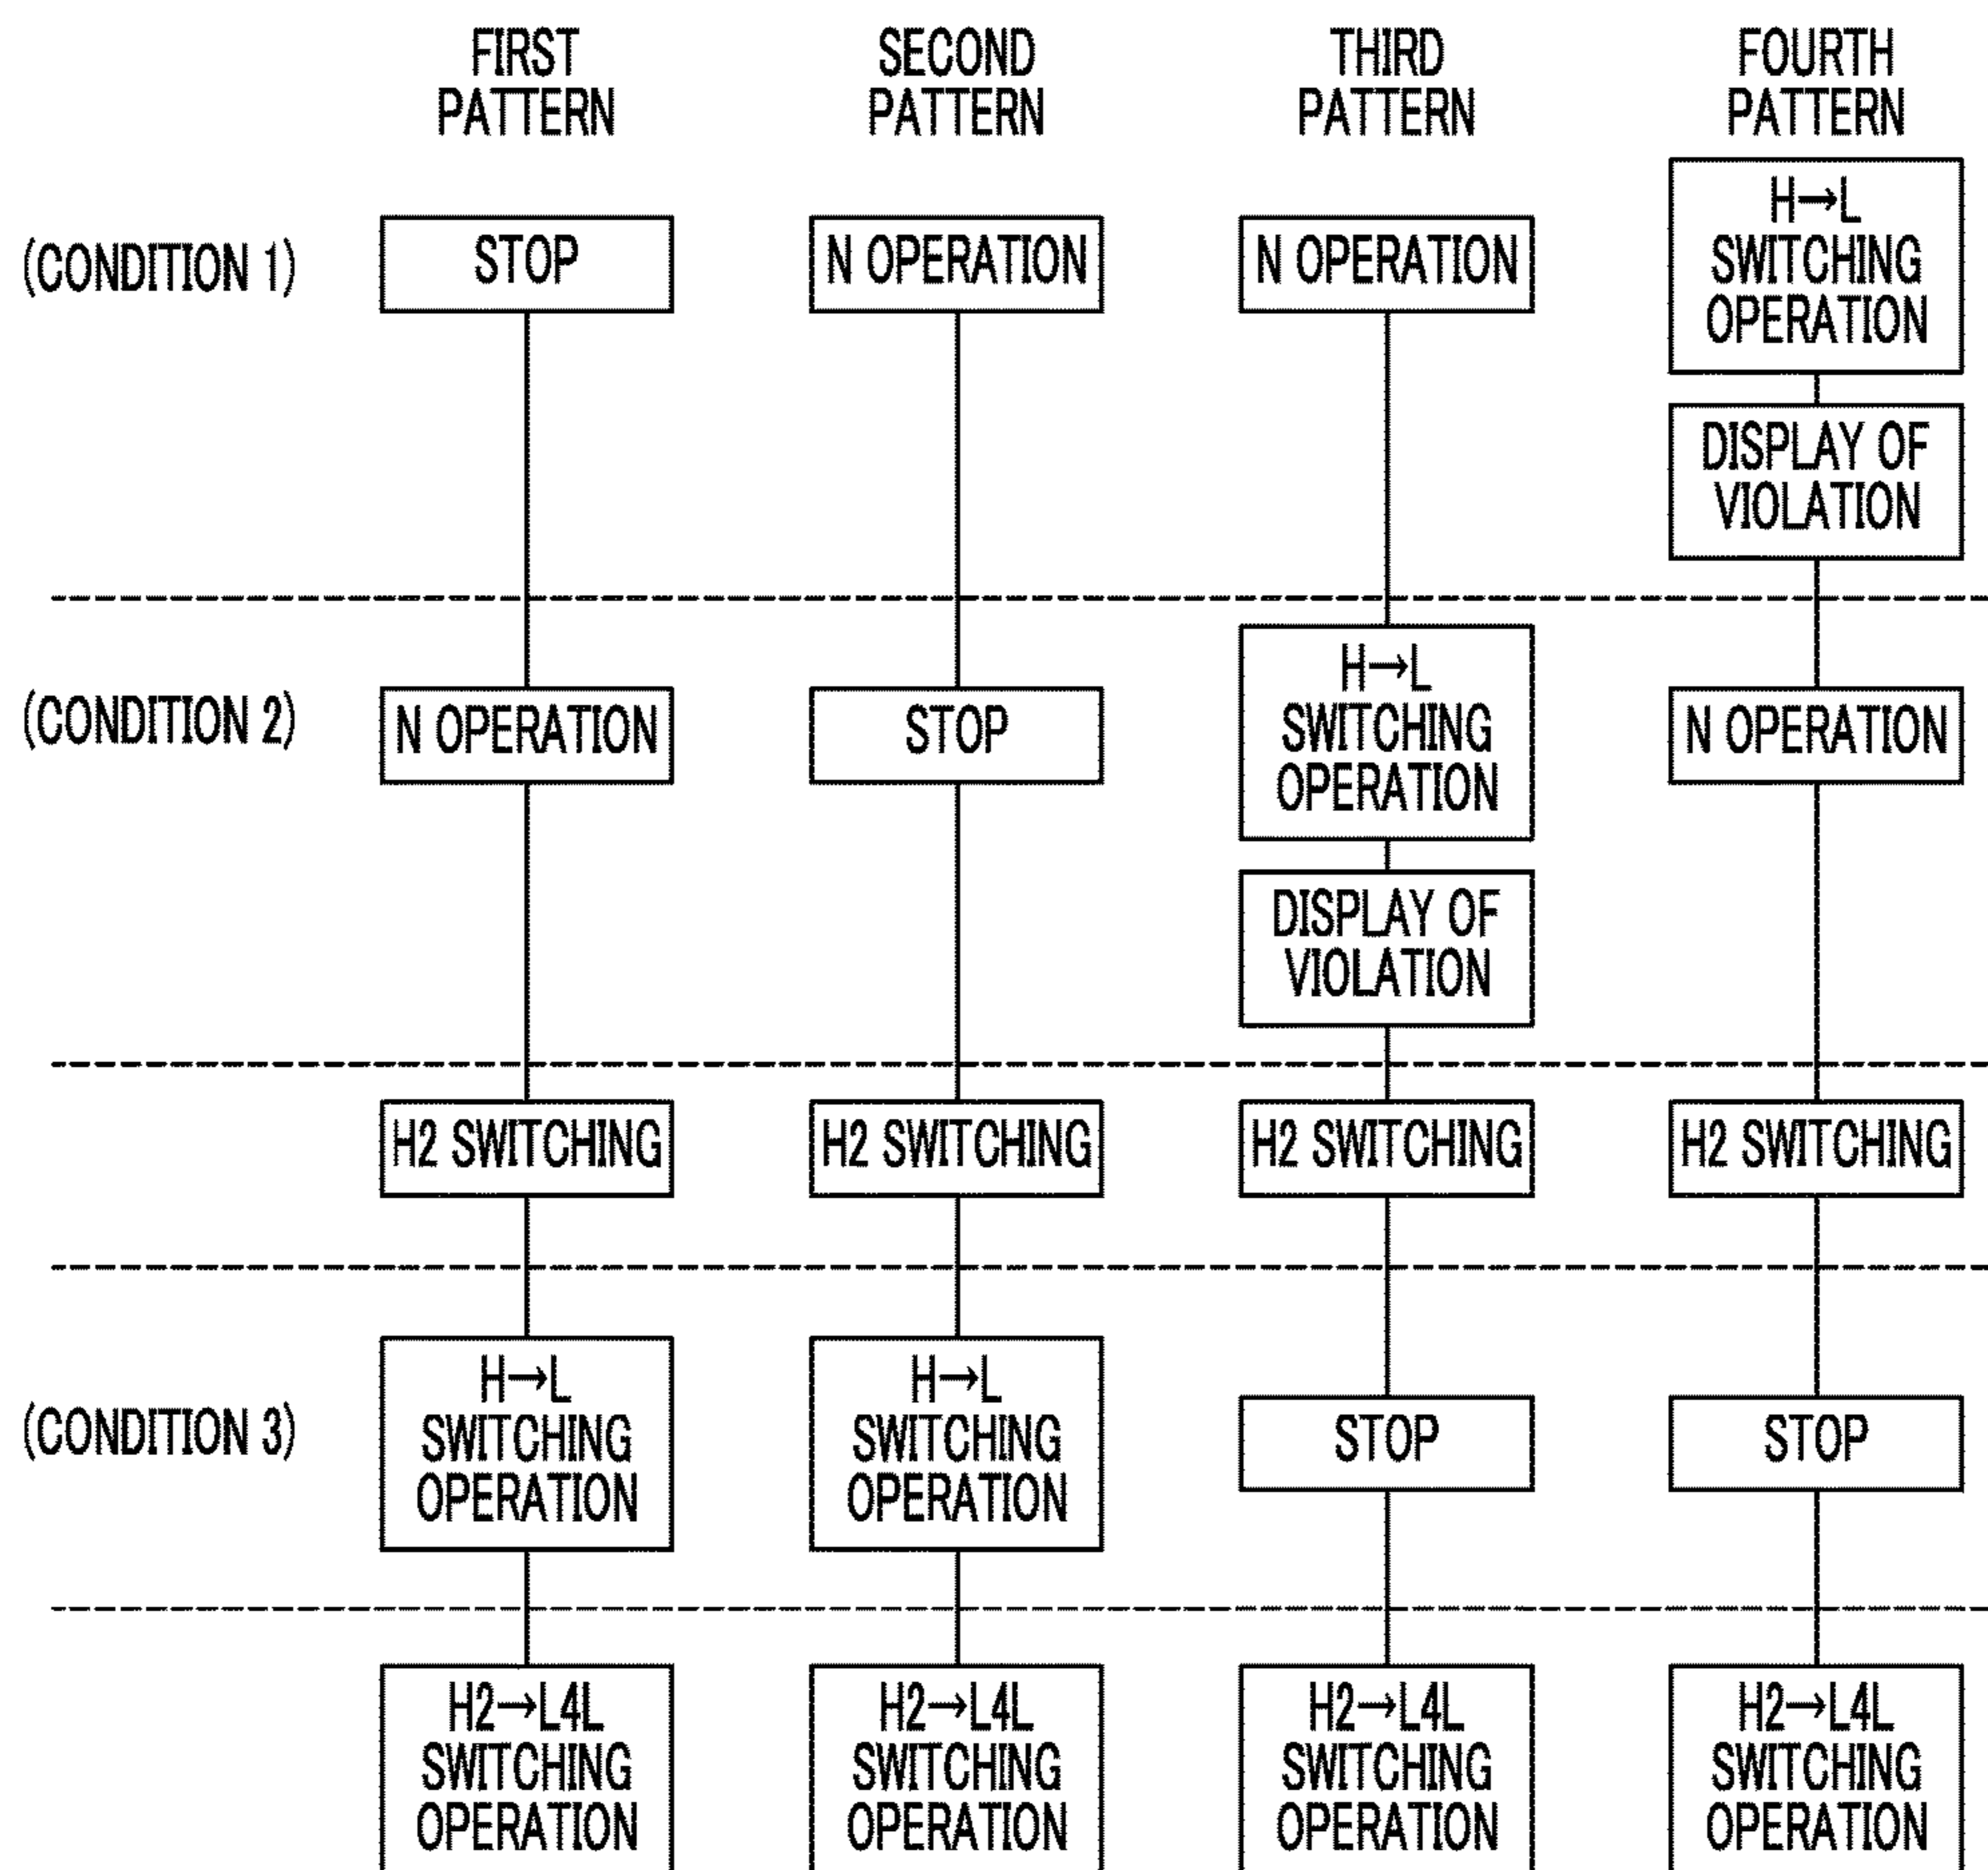 FIRST
PATTERN
SECOND
PATTERN
THIRD
PATTERN
FOURTH
PATTERN
(CONDITION 1)
STOP
N OPERATION
N OPERATION
H→L
SWITCHING
OPERATION
DISPLAY OF
VIOLATION
(CONDITION 2)
N OPERATION
STOP
H→L
SWITCHING
OPERATION
DISPLAY OF
VIOLATION
N OPERATION
H2 SWITCHING
H2 SWITCHING
H2 SWITCHING
H2 SWITCHING
(CONDITION 3)
H→L
SWITCHING
OPERATION
H→L
SWITCHING
OPERATION
STOP
STOP
H2→L4L
SWITCHING
OPERATION
H2→L4L
SWITCHING
OPERATION
H2→L4L
SWITCHING
OPERATION
H2→L4L
SWITCHING
OPERATION